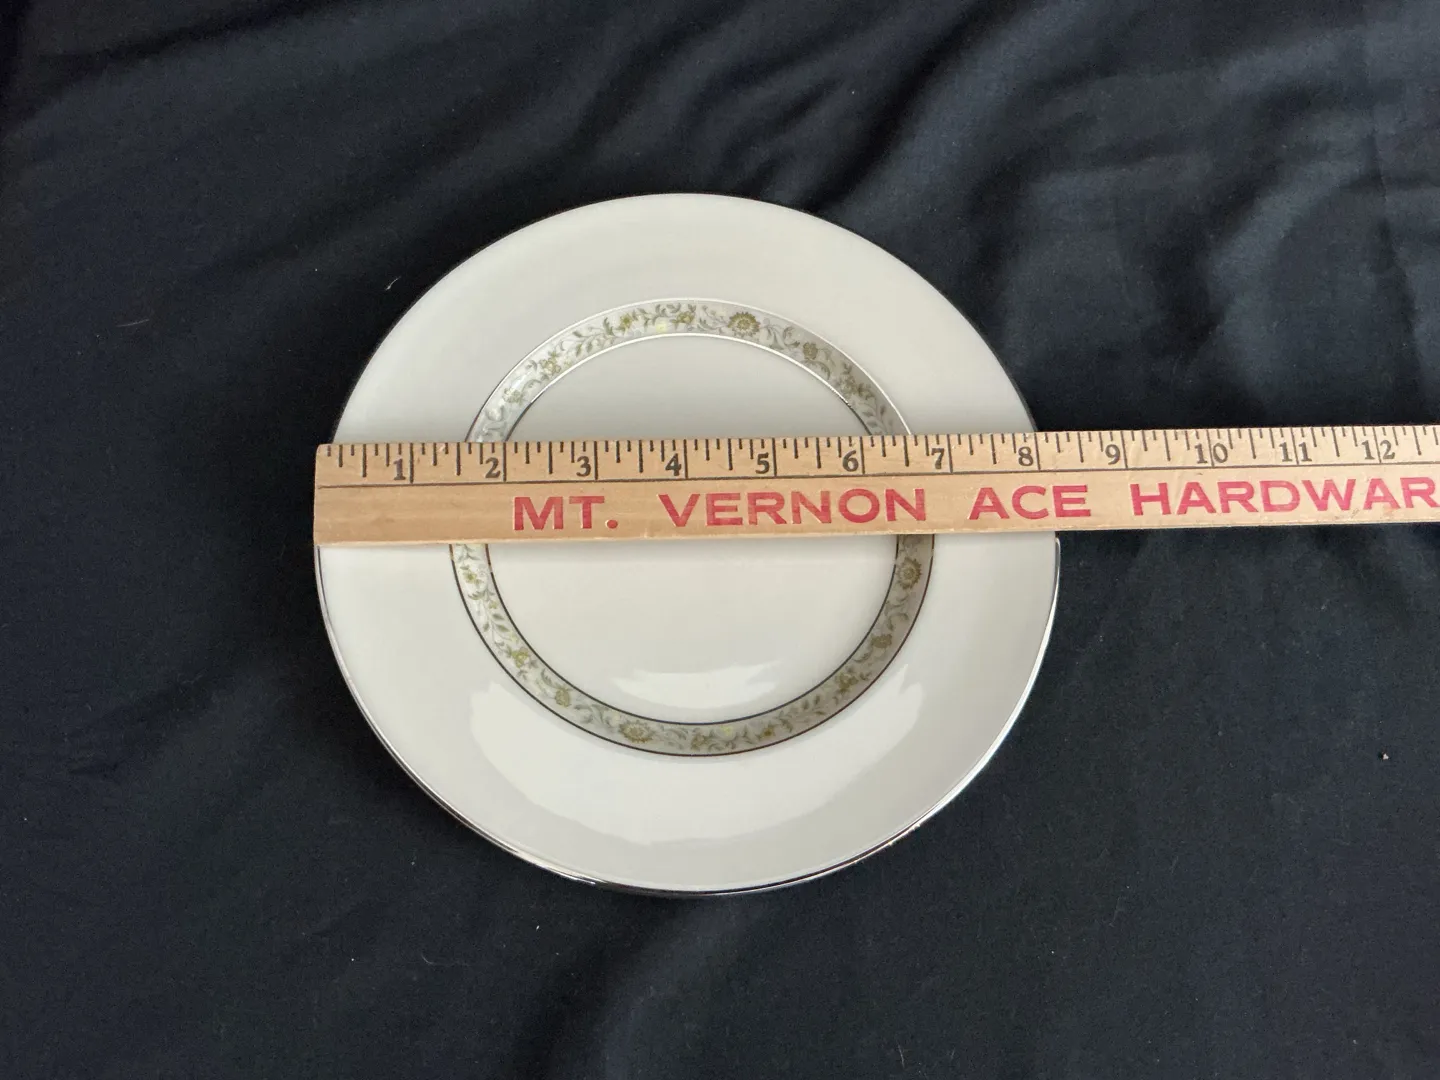 1 2 3 4 5 6 7 8 9 10 11 12
MT. VERNON ACE HARDWAR